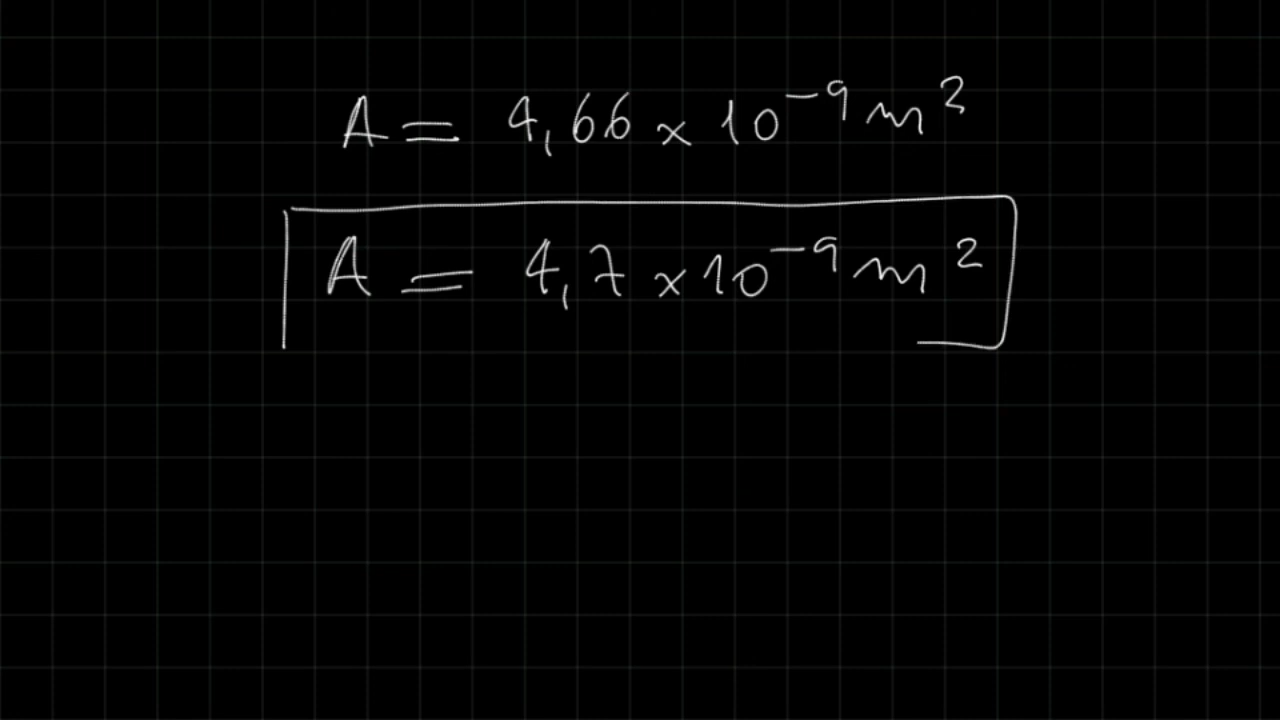 A = 4,66 x 10⁻⁹ m²
A = 4,7 x 10⁻⁹ m²